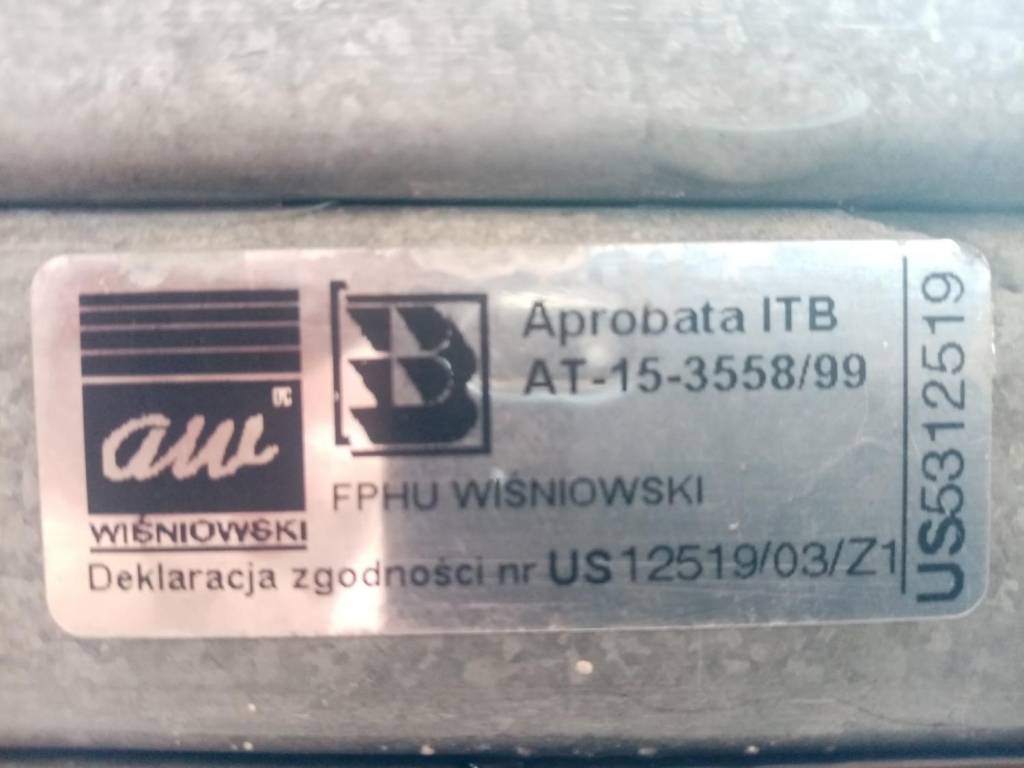 aw
WIŚNIOWSKI
B
Aprobata ITB
AT-15-3558/99
FPHU WIŚNIOWSKI
Deklaracja zgodności nr US12519/03/Z1
US5312519